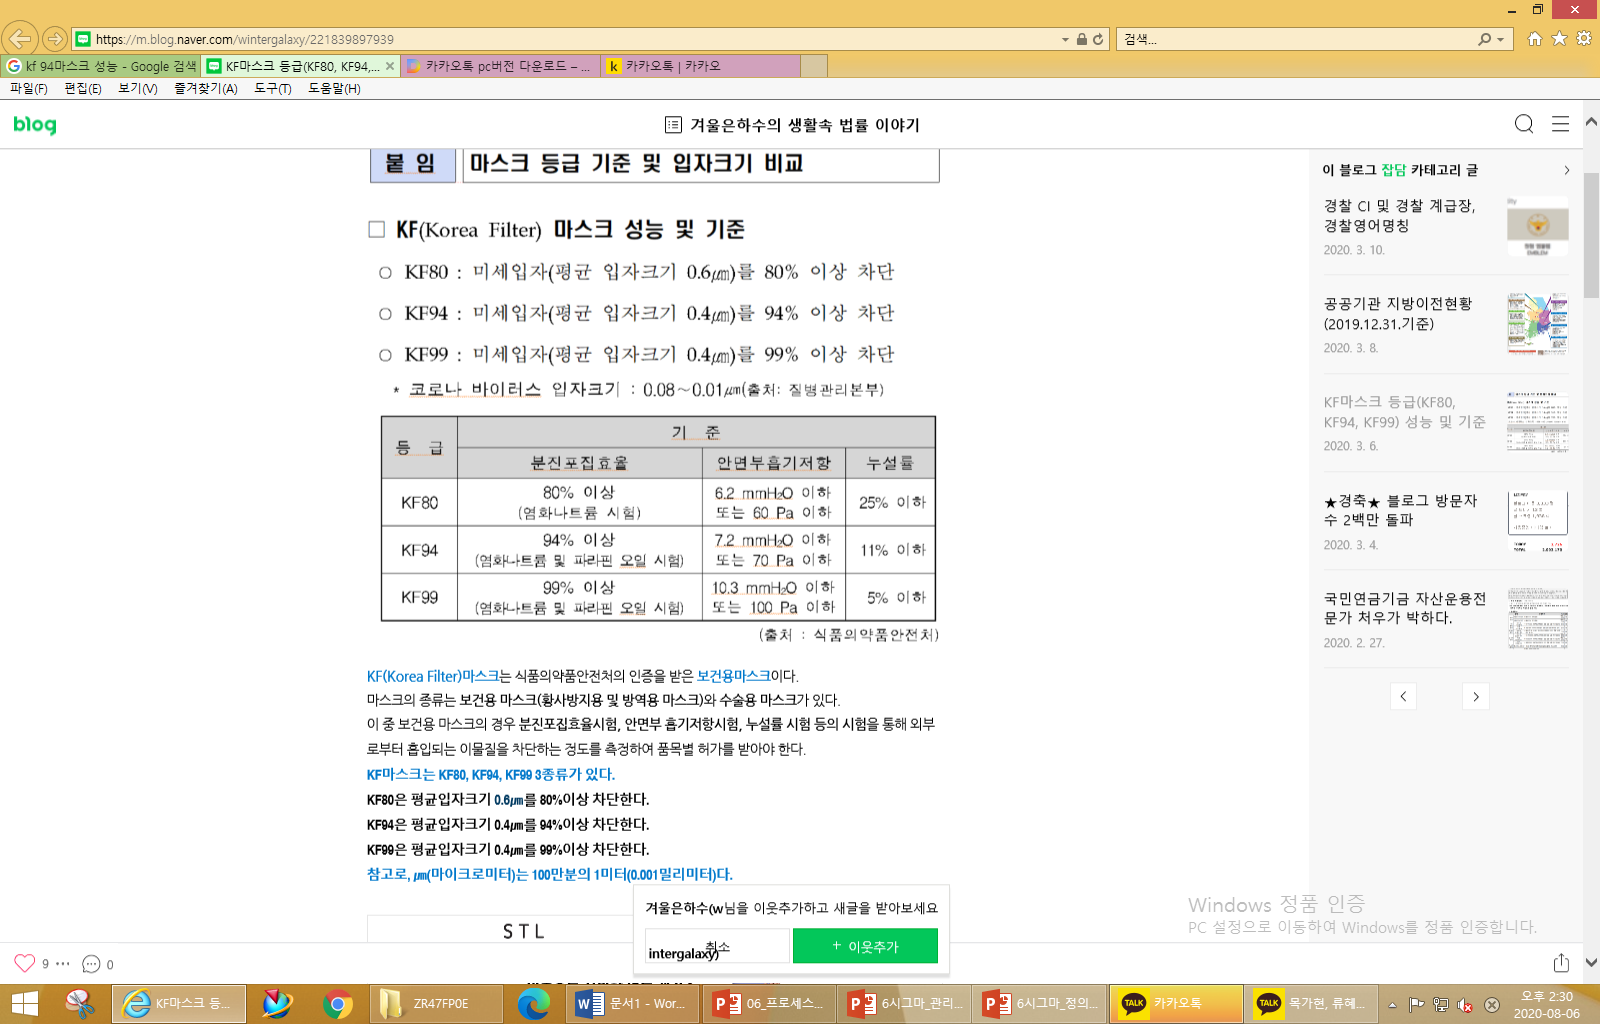 https://m.blog.naver.com/wintergalaxy/221839897939
검색...
kf 94마스크 성능 - Google 검색
KF마스크 등급(KF80, KF94,...
카카오톡 pc버전 다운로드 – ...
카카오톡 | 카카오
파일(F) 편집(E) 보기(V) 즐겨찾기(A) 도구(T) 도움말(H)
blog
겨울은하수의 생활속 법률 이야기
붙 임
마스크 등급 기준 및 입자크기 비교
□ KF(Korea Filter) 마스크 성능 및 기준
○ KF80 : 미세입자(평균 입자크기 0.6㎛)를 80% 이상 차단
○ KF94 : 미세입자(평균 입자크기 0.4㎛)를 94% 이상 차단
○ KF99 : 미세입자(평균 입자크기 0.4㎛)를 99% 이상 차단
* 코로나 바이러스 입자크기 : 0.08～0.01㎛(출처: 질병관리본부)
등 급
기 준
분진포집효율 안면부흡기저항 누설률
KF80
80% 이상
(염화나트륨 시험)
6.2 mmH₂O 이하
또는 60 Pa 이하
25% 이하
KF94
94% 이상
(염화나트륨 및 파라핀 오일 시험)
7.2 mmH₂O 이하
또는 70 Pa 이하
11% 이하
KF99
99% 이상
(염화나트륨 및 파라핀 오일 시험)
10.3 mmH₂O 이하
또는 100 Pa 이하
5% 이하
(출처 : 식품의약품안전처)
KF(Korea Filter)마스크는 식품의약품안전처의 인증을 받은 보건용마스크이다.
마스크의 종류는 보건용 마스크(황사방지용 및 방역용 마스크)와 수술용 마스크가 있다.
이 중 보건용 마스크의 경우 분진포집효율시험, 안면부 흡기저항시험, 누설률 시험 등의 시험을 통해 외부
로부터 흡입되는 이물질을 차단하는 정도를 측정하여 품목별 허가를 받아야 한다.
KF마스크는 KF80, KF94, KF99 3종류가 있다.
KF80은 평균입자크기 0.6㎛를 80%이상 차단한다.
KF94은 평균입자크기 0.4㎛를 94%이상 차단한다.
KF99은 평균입자크기 0.4㎛를 99%이상 차단한다.
참고로, ㎛(마이크로미터)는 100만분의 1미터(0.001밀리미터)다.
S T L
이 블로그 잡담 카테고리 글
경찰 CI 및 경찰 계급장,
경찰영어명칭
2020. 3. 10.
공공기관 지방이전현황
(2019.12.31.기준)
2020. 3. 8.
KF마스크 등급(KF80,
KF94, KF99) 성능 및 기준
2020. 3. 6.
★경축★ 블로그 방문자
수 2백만 돌파
2020. 3. 4.
국민연금기금 자산운용전
문가 처우가 박하다.
2020. 2. 27.
겨울은하수(w님을 이웃추가하고 새글을 받아보세요
intergalaxy)
취소
+ 이웃추가
Windows 정품 인증
PC 설정으로 이동하여 Windows를 정품 인증합니다.
9 ··· 0
KF마스크 등...
ZR47FP0E
문서1 - Wor...
06_프로세스...
6시그마_관리...
6시그마_정의...
TALK 카카오톡
TALK 목가현, 류혜...
오후 2:30
2020-08-06